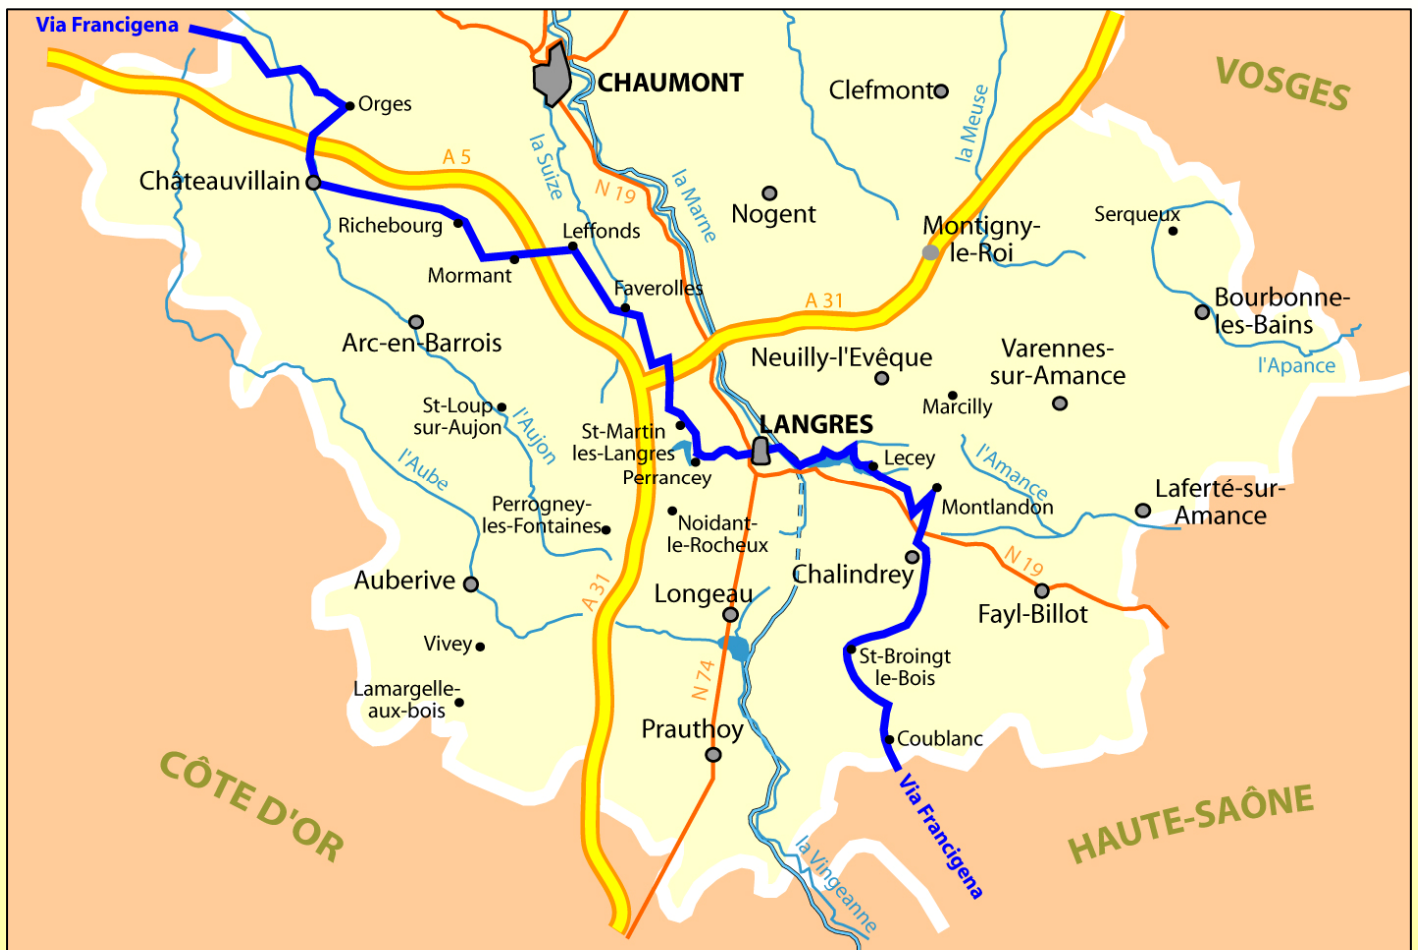 Via Francigena
CHAUMONT
Clefmont
VOSGES
Orges
la Meuse
A 5
la Suize
N 19
la Marne
Châteauvillain
Nogent
Serqueux
Richebourg
Leffonds
Montigny-
le-Roi
Mormant
Faverolles
A 31
Bourbonne-
les-Bains
Arc-en-Barrois
Neuilly-l'Evêque
Varennes-
sur-Amance
l'Apance
St-Loup
sur-Aujon
l'Aujon
Marcilly
LANGRES
St-Martin
les-Langres
Perrancey
l'Aube
Lecey
l'Amance
Montlandon
Laferté-sur-
Amance
Perrogney-
les-Fontaines
Noidant-
le-Rocheux
Auberive
A 31
Longeau
Chalindrey
N 19
Fayl-Billot
Vivey
St-Broingt
le-Bois
Lamargelle-
aux-bois
N 74
Prauthoy
Coublanc
CÔTE D'OR
Via Francigena
HAUTE-SAÔNE
la Vingeanne